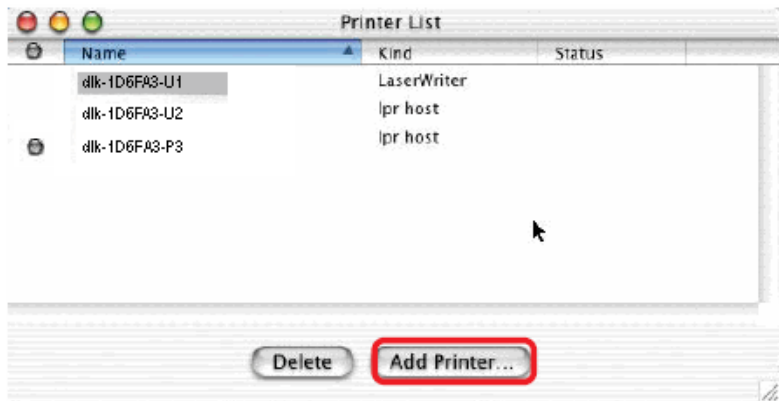 Printer List
Name Kind Status
dlk-1D6FA3-U1 LaserWriter
dlk-1D6FA3-U2 lpr host
dlk-1D6FA3-P3 lpr host
Delete Add Printer...